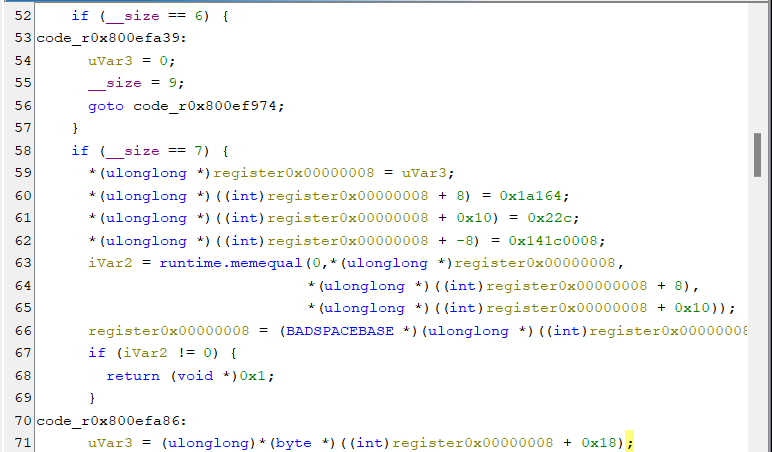 52 if (__size == 6) {
53 code_r0x800efa39:
54 uVar3 = 0;
55 __size = 9;
56 goto code_r0x800ef974;
57 }
58 if (__size == 7) {
59 *(ulonglong *)register0x00000008 = uVar3;
60 *(ulonglong *)((int)register0x00000008 + 8) = 0x1a164;
61 *(ulonglong *)((int)register0x00000008 + 0x10) = 0x22c;
62 *(ulonglong *)((int)register0x00000008 + -8) = 0x141c0008;
63 iVar2 = runtime.memequal(0,*(ulonglong *)register0x00000008,
64 *(ulonglong *)((int)register0x00000008 + 8),
65 *(ulonglong *)((int)register0x00000008 + 0x10));
66 register0x00000008 = (BADSPACEBASE *)(ulonglong *)((int)register0x00000008
67 if (iVar2 != 0) {
68 return (void *)0x1;
69 }
70 code_r0x800efa86:
71 uVar3 = (ulonglong)*(byte *)((int)register0x00000008 + 0x18);